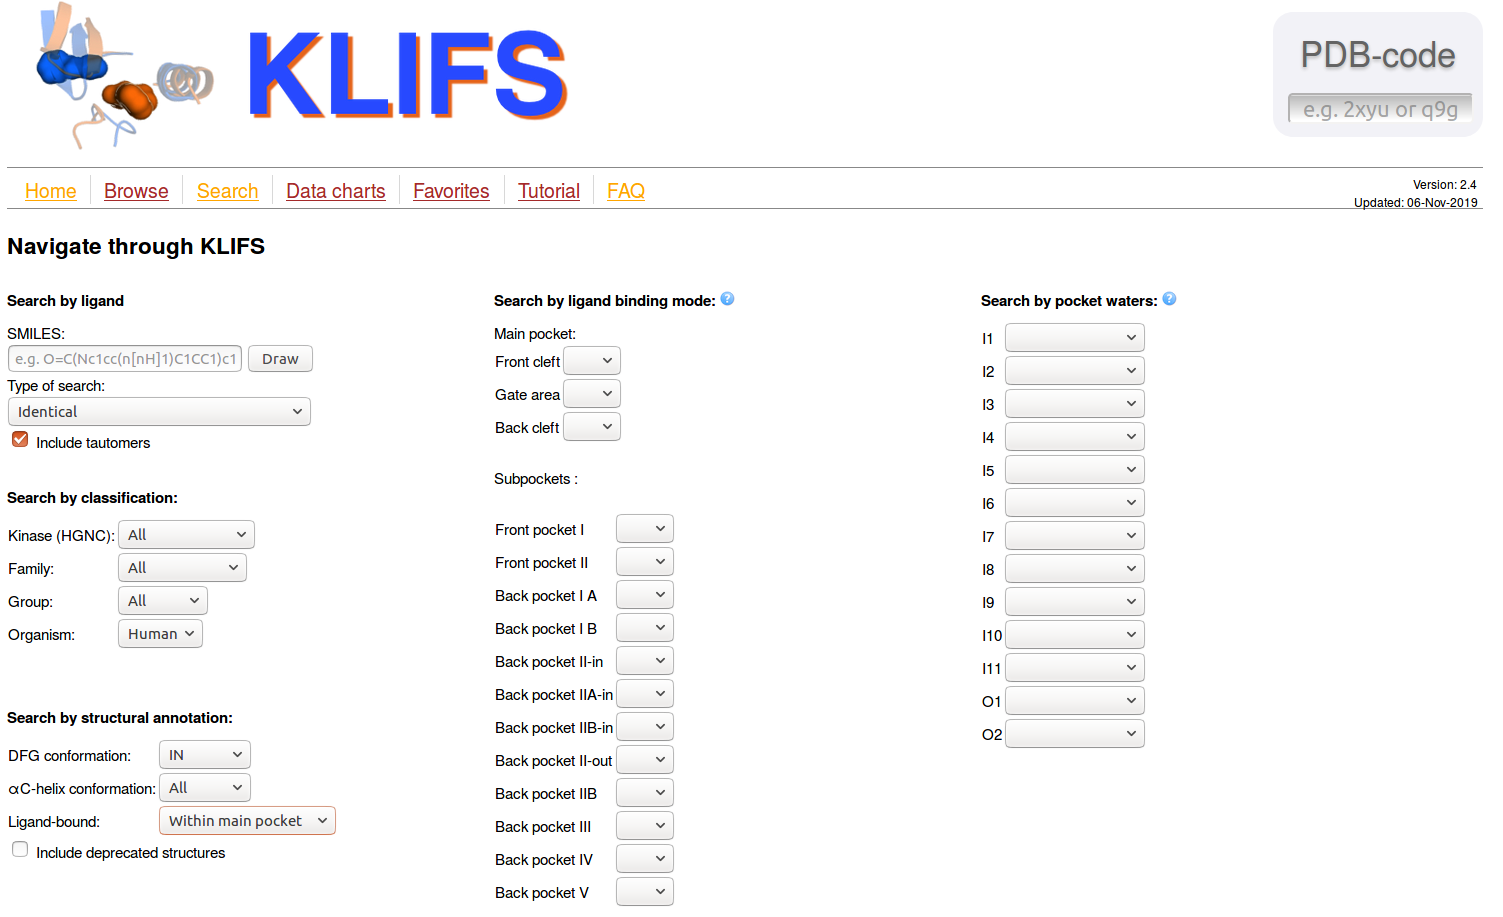 KLIFS
PDB-code
e.g. 2xyu or q9g
Home Browse Search Data charts Favorites Tutorial FAQ
Version: 2.4
Updated: 06-Nov-2019
Navigate through KLIFS
Search by ligand
SMILES:
e.g. O=C(Nc1cc(n[nH]1)C1CC1)c1 Draw
Type of search:
Identical
Include tautomers
Search by classification:
Kinase (HGNC): All
Family: All
Group: All
Organism: Human
Search by structural annotation:
DFG conformation: IN
αC-helix conformation: All
Ligand-bound: Within main pocket
Include deprecated structures
Search by ligand binding mode: ?
Main pocket:
Front cleft
Gate area
Back cleft
Subpockets :
Front pocket I
Front pocket II
Back pocket I A
Back pocket I B
Back pocket II-in
Back pocket IIA-in
Back pocket IIB-in
Back pocket II-out
Back pocket IIB
Back pocket III
Back pocket IV
Back pocket V
Search by pocket waters: ?
I1
I2
I3
I4
I5
I6
I7
I8
I9
I10
I11
O1
O2